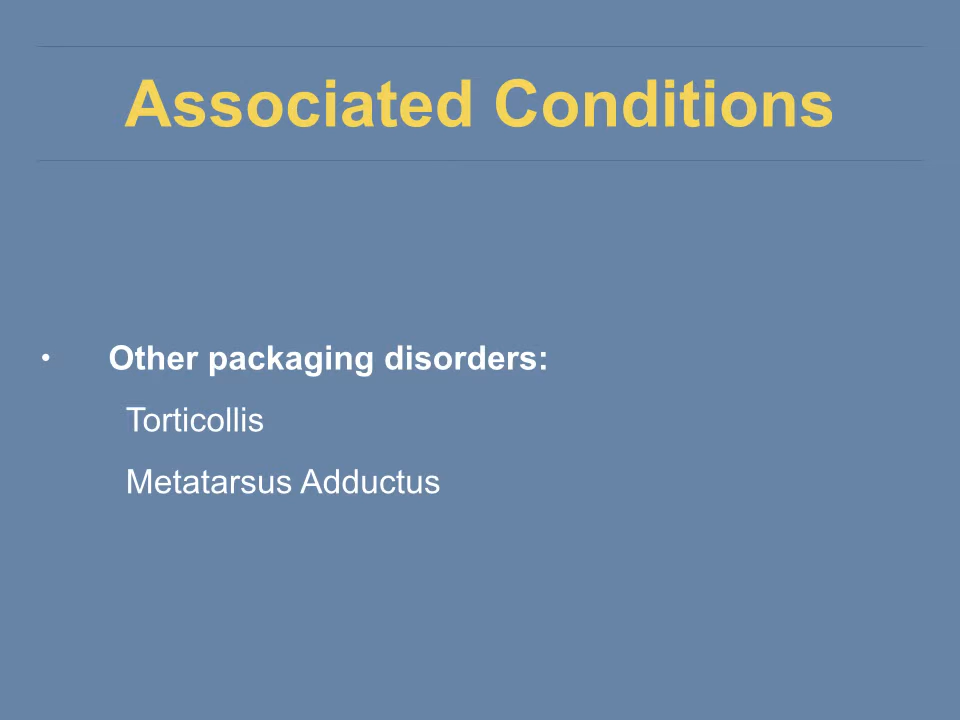 Associated Conditions
• Other packaging disorders:
Torticollis
Metatarsus Adductus